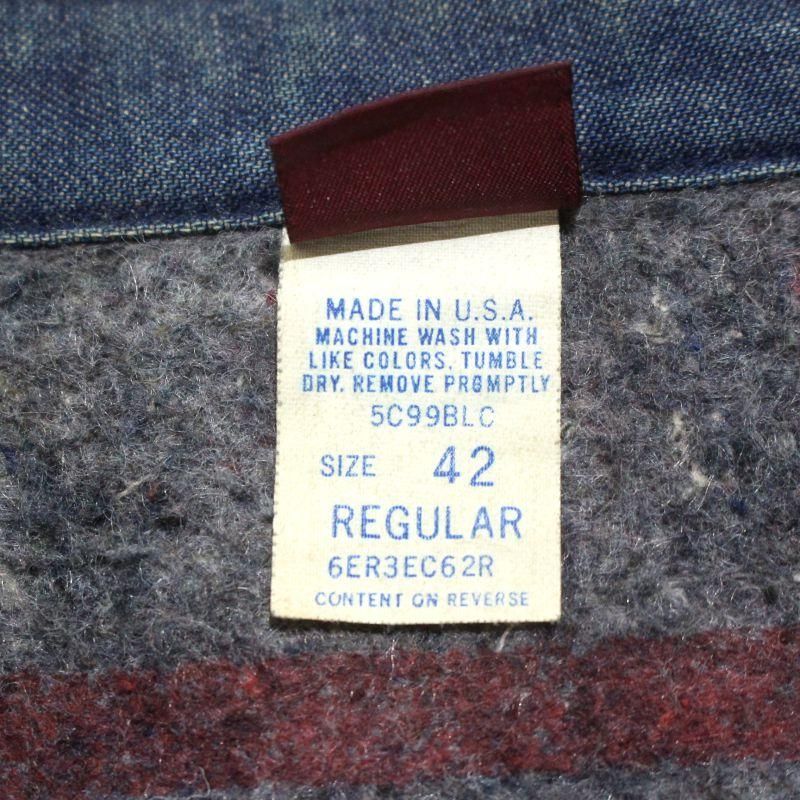 MADE IN U.S.A.
MACHINE WASH WITH
LIKE COLORS, TUMBLE
DRY. REMOVE PROMPTLY
5C99BLC
SIZE 42
REGULAR
6ER3EC62R
CONTENT ON REVERSE